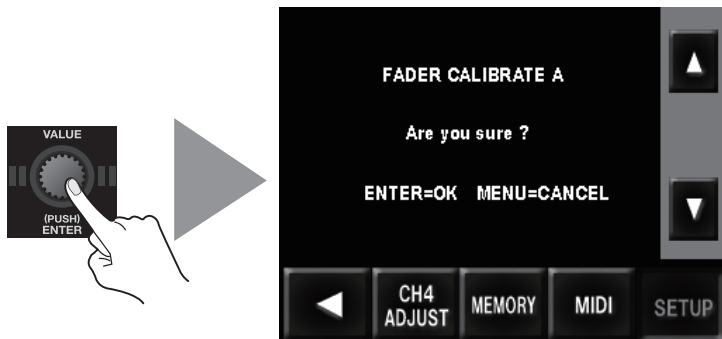 VALUE
(PUSH)
ENTER
FADER CALIBRATE A
Are you sure ?
ENTER=OK MENU=CANCEL
CH4
ADJUST
MEMORY
MIDI
SETUP